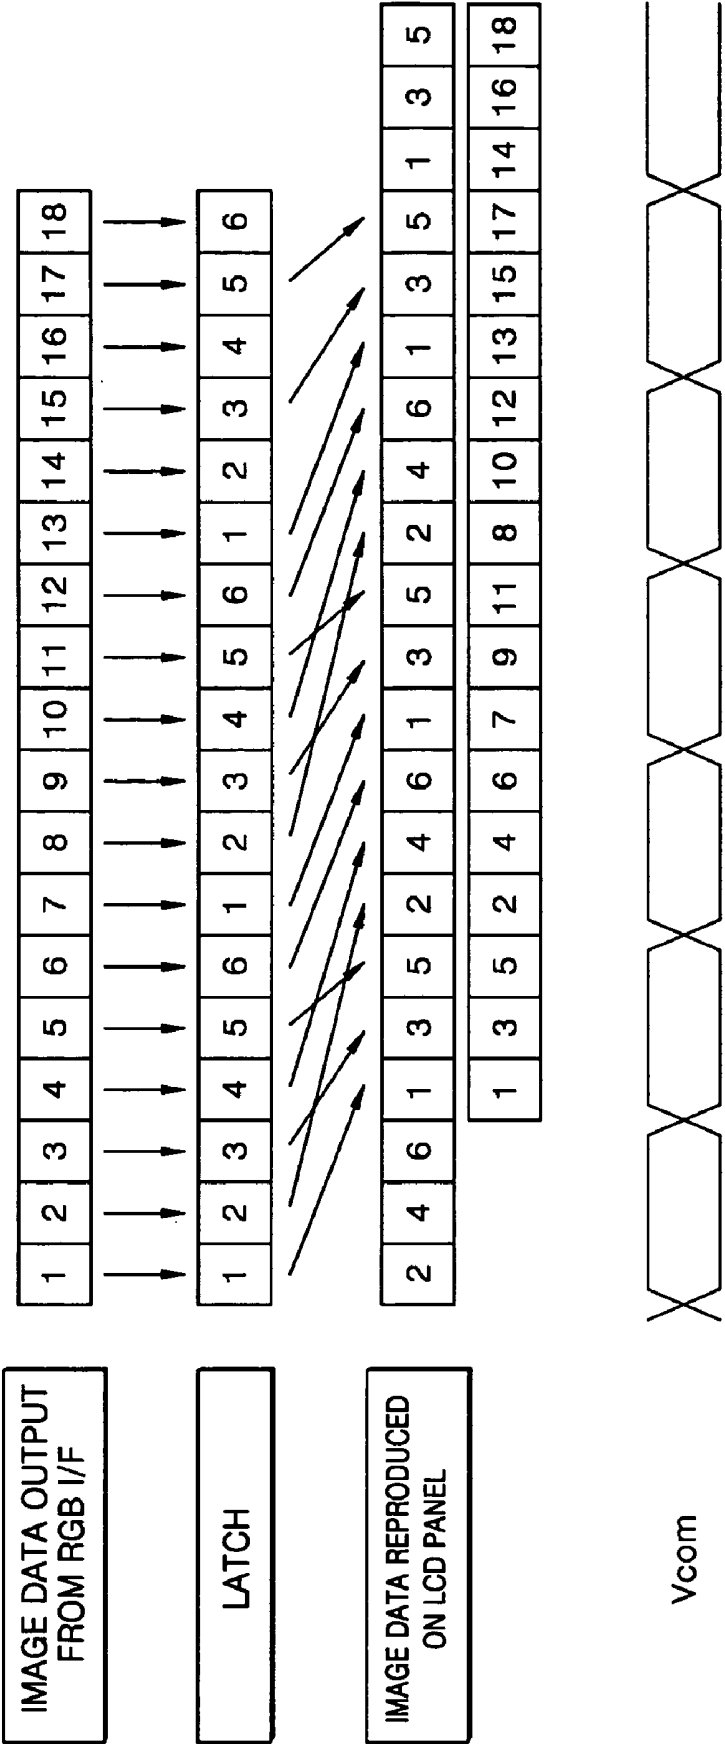 IMAGE DATA OUTPUT
FROM RGB I/F
1 2 3 4 5 6 7 8 9 10 11 12 13 14 15 16 17 18
LATCH
1 2 3 4 5 6 1 2 3 4 5 6 1 2 3 4 5 6
IMAGE DATA REPRODUCED
ON LCD PANEL
2 4 6 1 3 5 2 4 6 1 3 5 2 4 6 1 3 5 1 3 5
1 3 5 2 4 6 7 9 11 8 10 12 13 15 17 14 16 18
Vcom